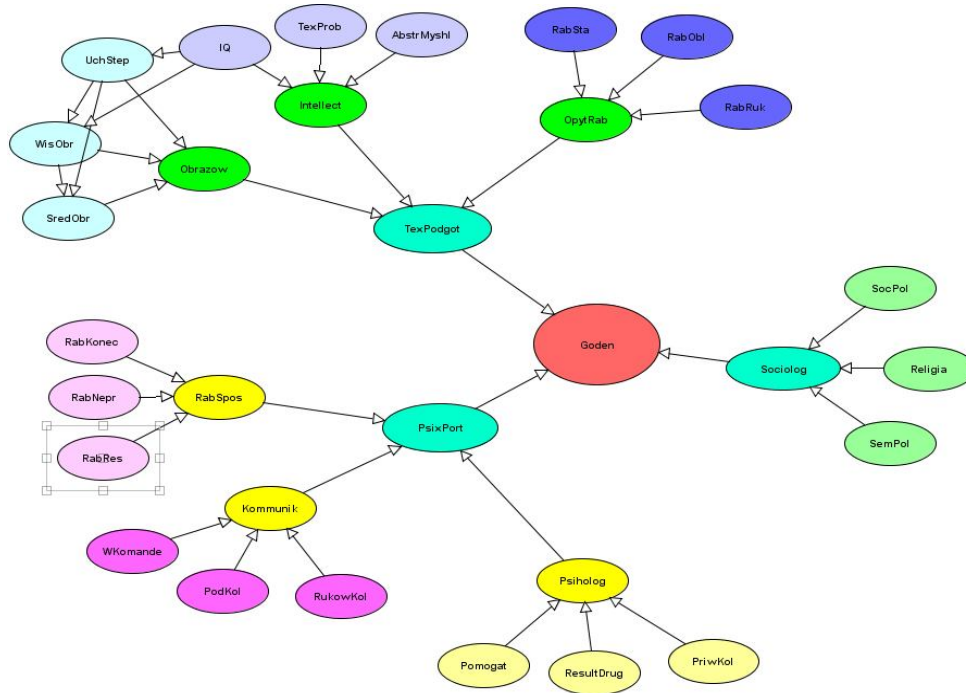 TexProb
AbstrMyshl
IQ
UchStep
RabSta
RabObl
Intellect
OpytRab
RabRuk
WisObr
Obrazow
SredObr
TexPodgot
SocPol
RabKonec
Goden
Sociolog
Religia
RabNepr
RabSpos
PsixPort
SemPol
RabRes
Kommunik
WKomande
PodKol
RukowKol
Psiholog
Pomogat
ResultDrug
PriwKol